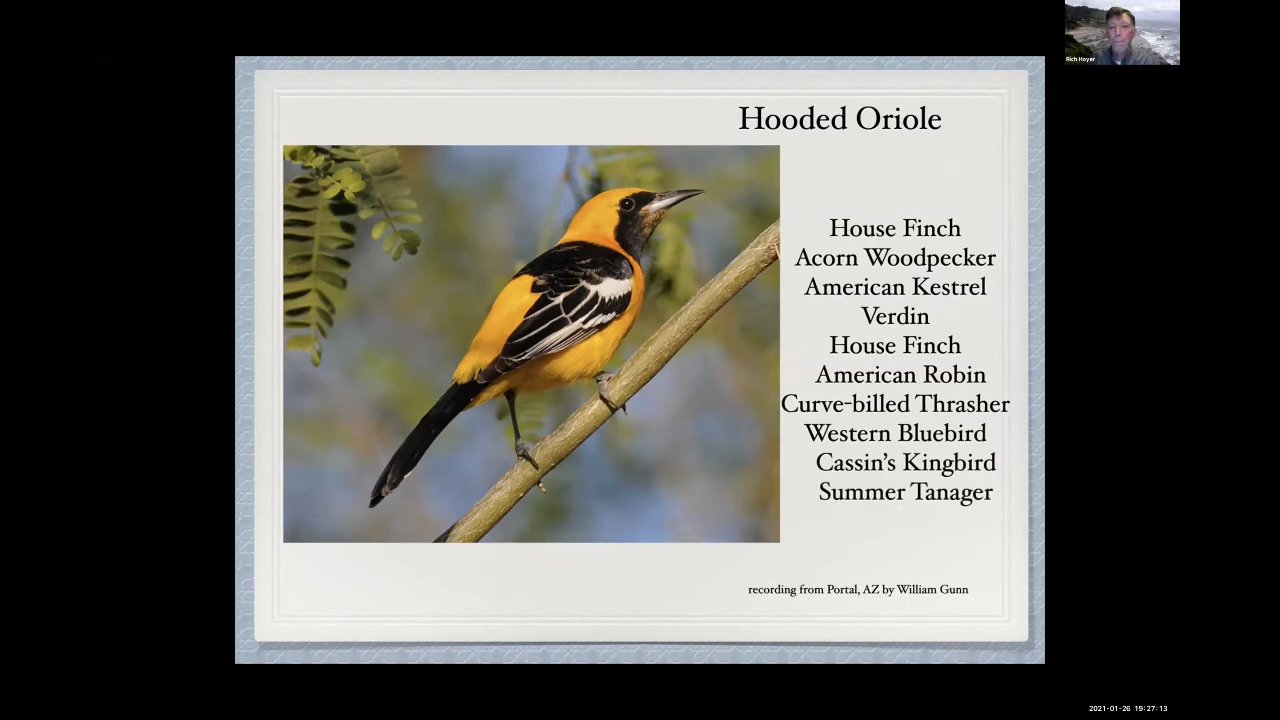 Rich Hoyer
Hooded Oriole
House Finch
Acorn Woodpecker
American Kestrel
Verdin
House Finch
American Robin
Curve-billed Thrasher
Western Bluebird
Cassin’s Kingbird
Summer Tanager
recording from Portal, AZ by William Gunn
2021-01-26 19:27:13